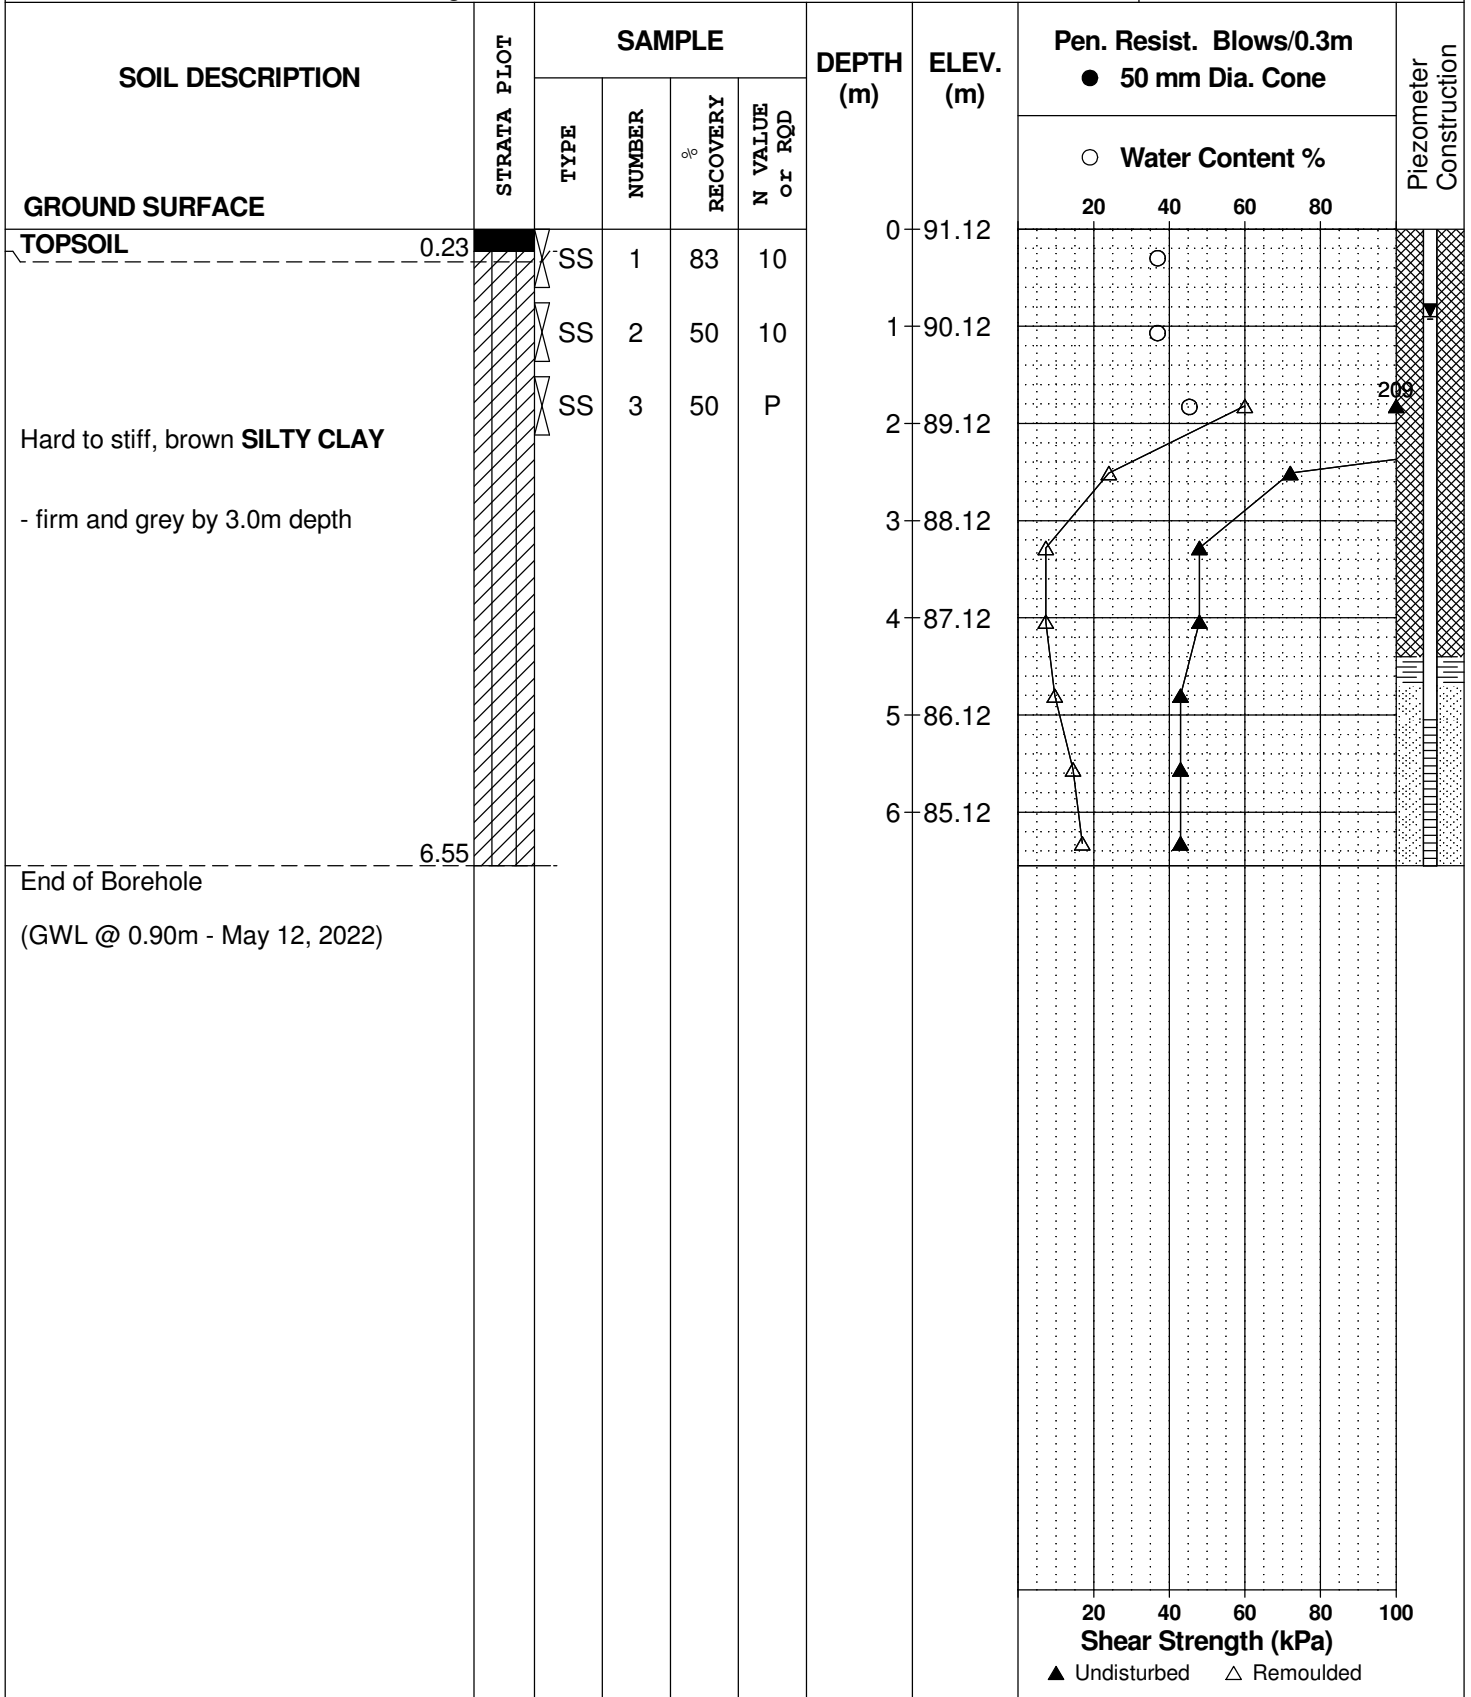 SOIL DESCRIPTION
GROUND SURFACE
STRATA PLOT
SAMPLE
TYPE
NUMBER
% RECOVERY
N VALUE or RQD
DEPTH (m)
ELEV. (m)
Pen. Resist. Blows/0.3m
● 50 mm Dia. Cone
○ Water Content %
20 40 60 80
Piezometer Construction
TOPSOIL 0.23
SS 1 83 10
SS 2 50 10
SS 3 50 P
0 91.12
1 90.12
2 89.12
3 88.12
4 87.12
5 86.12
6 85.12
209
Hard to stiff, brown SILTY CLAY
- firm and grey by 3.0m depth
6.55
End of Borehole
(GWL @ 0.90m - May 12, 2022)
20 40 60 80 100
Shear Strength (kPa)
▲ Undisturbed △ Remoulded